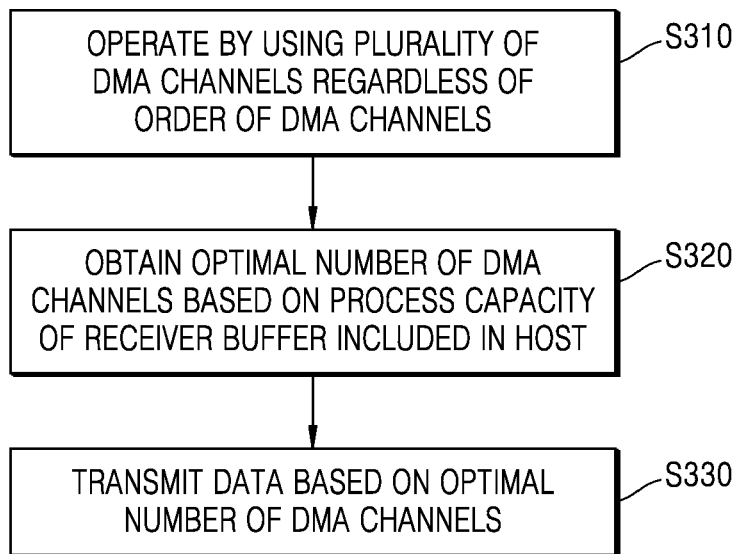 OPERATE BY USING PLURALITY OF
DMA CHANNELS REGARDLESS OF
ORDER OF DMA CHANNELS
S310
OBTAIN OPTIMAL NUMBER OF DMA
CHANNELS BASED ON PROCESS CAPACITY
OF RECEIVER BUFFER INCLUDED IN HOST
S320
TRANSMIT DATA BASED ON OPTIMAL
NUMBER OF DMA CHANNELS
S330